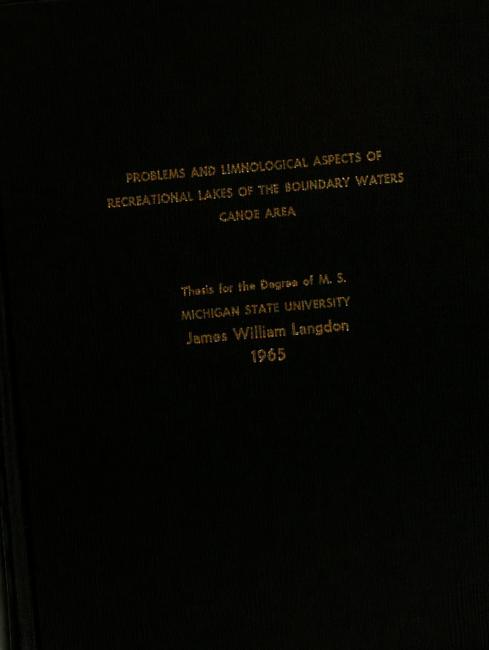 PROBLEMS AND LIMNOLOGICAL ASPECTS OF
RECREATIONAL LAKES OF THE BOUNDARY WATERS
CANOE AREA
Thesis for the Degree of M. S.
MICHIGAN STATE UNIVERSITY
James William Langdon
1965